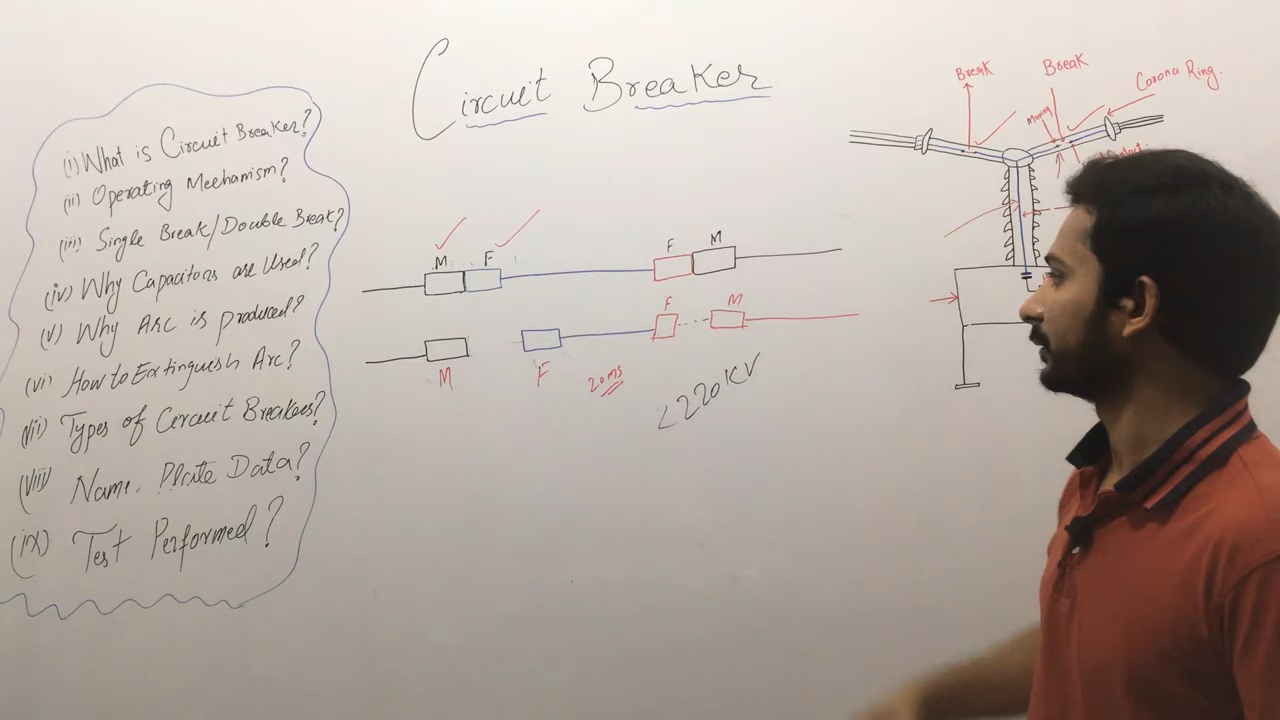 Circuit Breaker
(i) What is Circuit Breaker?
(ii) Operating Mechanism?
(iii) Single Break/Double Break?
(iv) Why Capacitors are Used?
(v) Why Arc is produced?
(vi) How to Extinguish Arc?
(vii) Types of Circuit Breakers?
(viii) Name Plate Data?
(ix) Test Performed?
M F
F M
F M
M F
20ms
<220KV
Break
Break
Corona Ring.
Moving